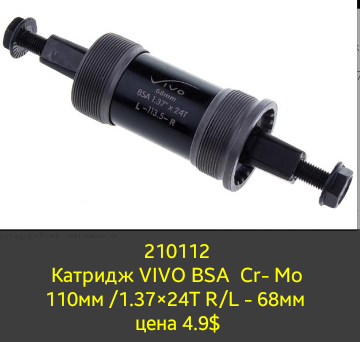 VIVO
68mm
BSA 1.37" x 24T
L -113.5- R
210112
Катридж VIVO BSA  Cr- Mo
110мм /1.37×24T R/L - 68мм
цена 4.9$